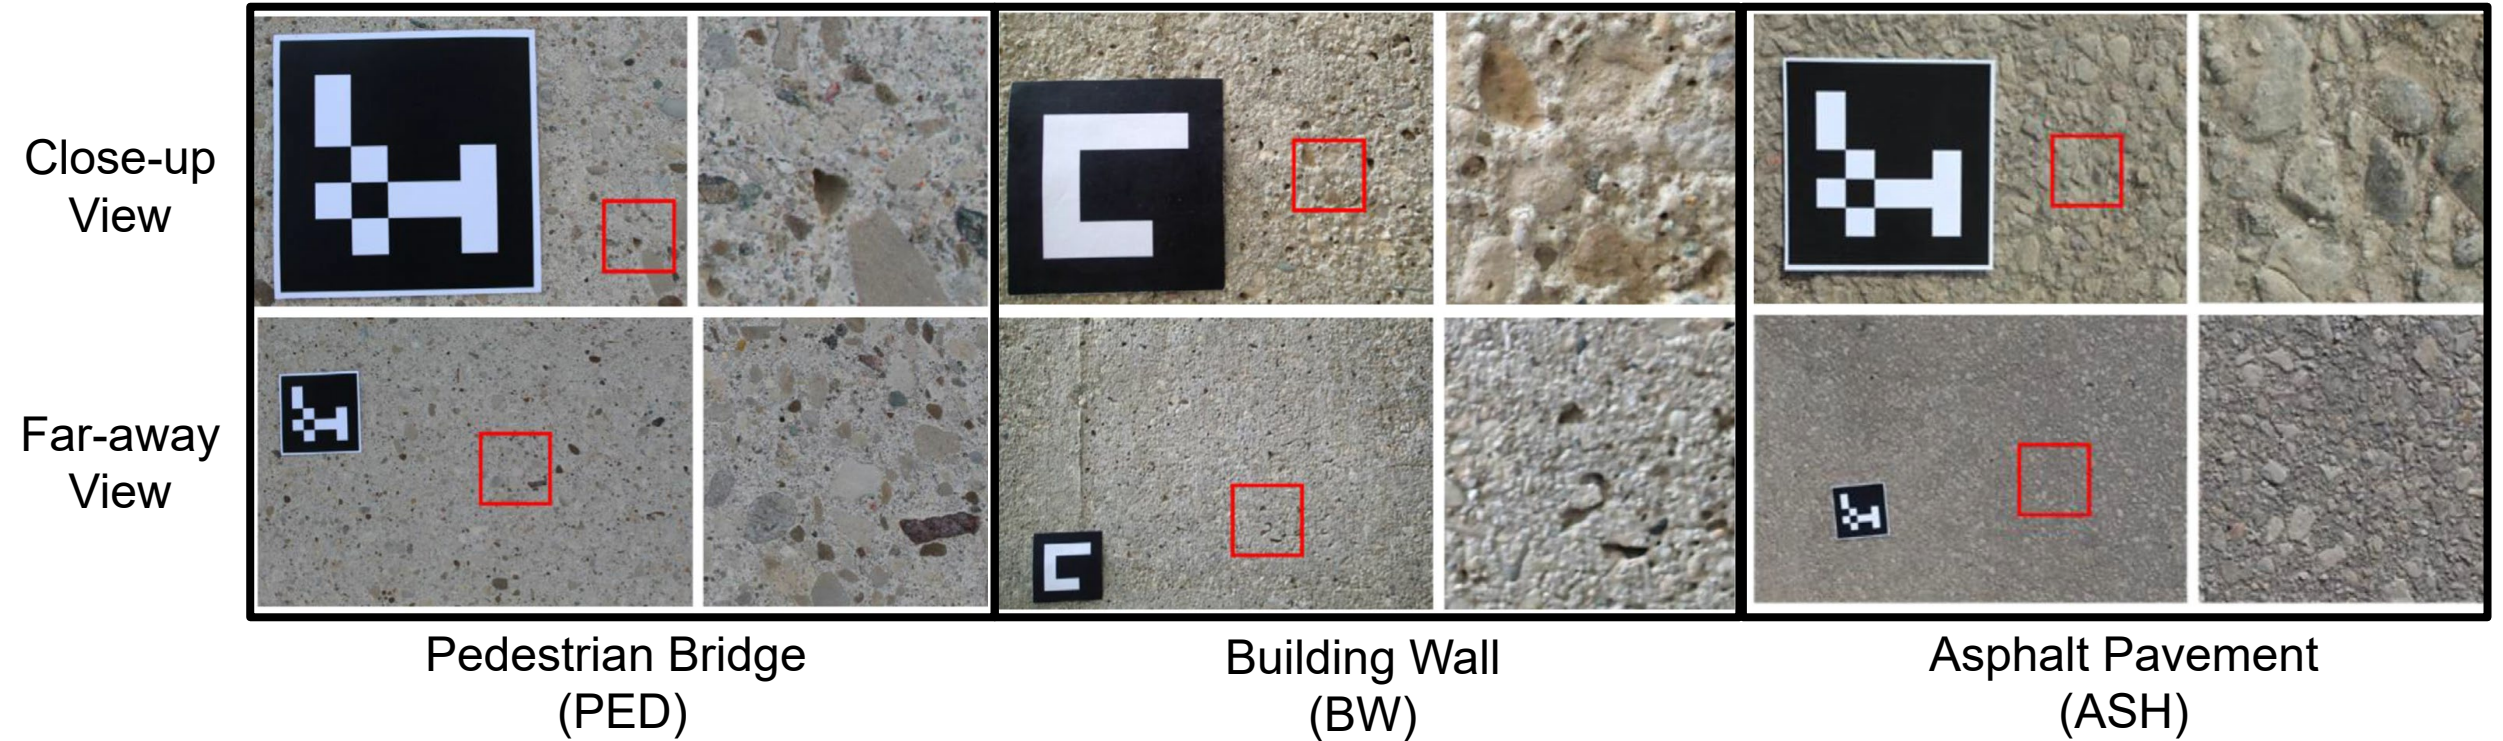 Close-up
View
Far-away
View
Pedestrian Bridge
(PED)
Building Wall
(BW)
Asphalt Pavement
(ASH)